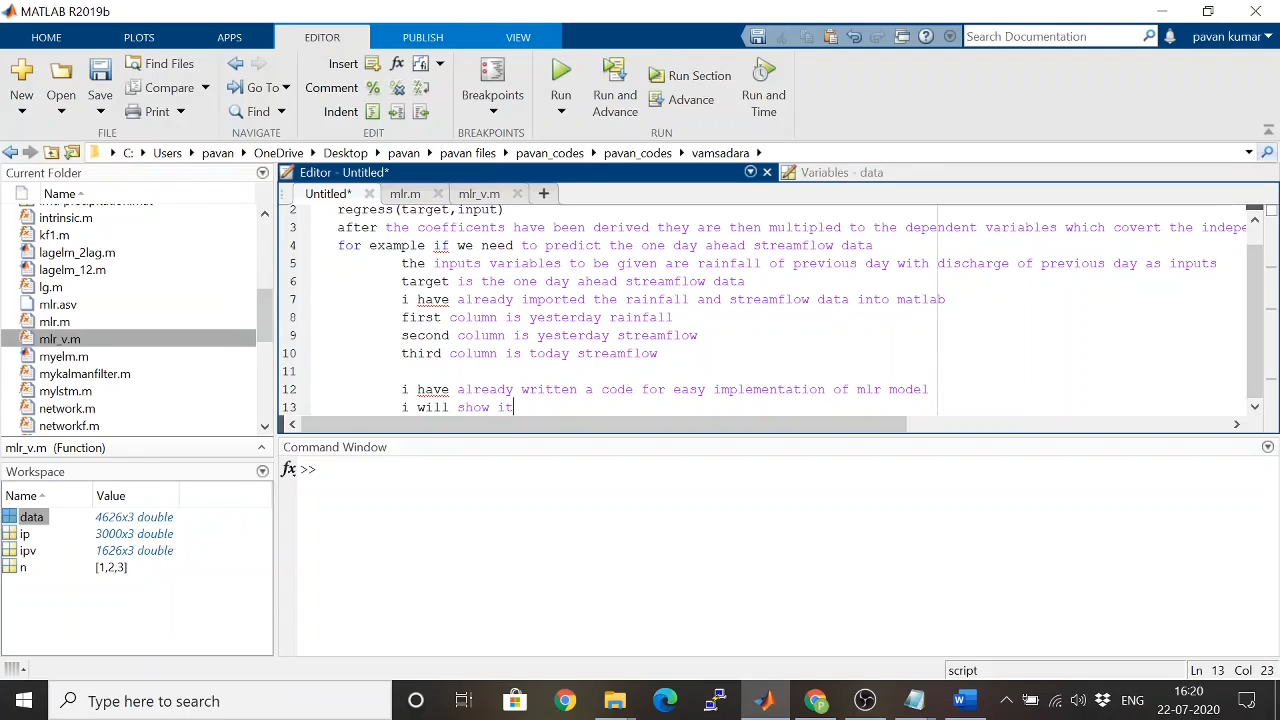 MATLAB R2019b
HOME PLOTS APPS EDITOR PUBLISH VIEW Search Documentation pavan kumar
New Open Save Find Files Compare Print Go To Find Insert fx Comment Indent Breakpoints Run Run and Advance Run Section Advance Run and Time
FILE NAVIGATE EDIT BREAKPOINTS RUN
C: Users pavan OneDrive Desktop pavan pavan files pavan_codes pavan_codes vamsadara
Current Folder
Name
intrinsic.m
kf1.m
lagelm_2lag.m
lagelm_12.m
lg.m
mlr.asv
mlr.m
mlr_v.m
myelm.m
mykalmanfilter.m
mylstm.m
network.m
networkf.m
mlr_v.m (Function)
Workspace
Name Value
data 4626x3 double
ip 3000x3 double
ipv 1626x3 double
n [1,2,3]
Editor - Untitled* Variables - data
Untitled* mlr.m mlr_v.m
2 regress(target,input)
3 after the coefficents have been derived they are then multipled to the dependent variables which covert the indepe
4 for example if we need to predict the one day ahead streamflow data
5 the inputs variables to be given are rainfall of previous day with discharge of previous day as inputs
6 target is the one day ahead streamflow data
7 i have already imported the rainfall and streamflow data into matlab
8 first column is yesterday rainfall
9 second column is yesterday streamflow
10 third column is today streamflow
11
12 i have already written a code for easy implementation of mlr model
13 i will show it
Command Window
fx >>
script Ln 13 Col 23
Type here to search ENG 16:20
22-07-2020